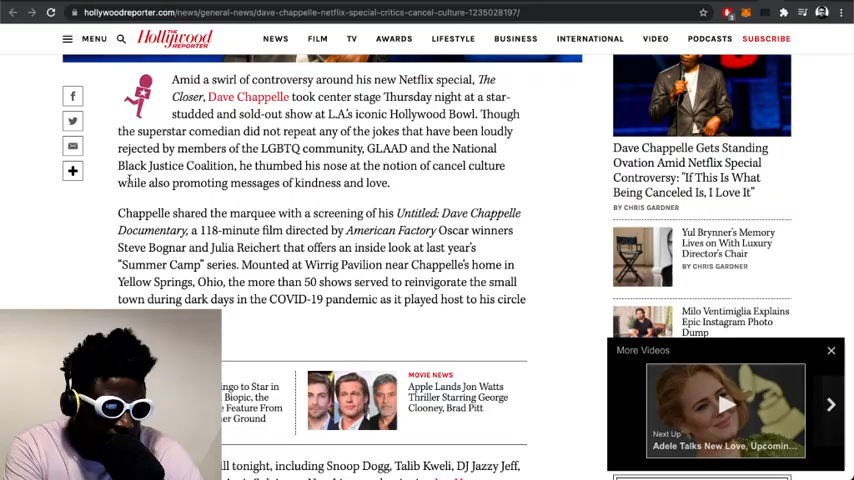 hollywoodreporter.com/news/general-news/dave-chappelle-netflix-special-critics-cancel-culture-1235028197/
MENU
THE
Hollywood
REPORTER
NEWS FILM TV AWARDS LIFESTYLE BUSINESS INTERNATIONAL VIDEO PODCASTS SUBSCRIBE
Amid a swirl of controversy around his new Netflix special, The
Closer, Dave Chappelle took center stage Thursday night at a star-
studded and sold-out show at L.A.'s iconic Hollywood Bowl. Though
the superstar comedian did not repeat any of the jokes that have been loudly
rejected by members of the LGBTQ community, GLAAD and the National
Black Justice Coalition, he thumbed his nose at the notion of cancel culture
while also promoting messages of kindness and love.
Chappelle shared the marquee with a screening of his Untitled: Dave Chappelle
Documentary, a 118-minute film directed by American Factory Oscar winners
Steve Bognar and Julia Reichert that offers an inside look at last year's
"Summer Camp" series. Mounted at Wirrig Pavilion near Chappelle's home in
Yellow Springs, Ohio, the more than 50 shows served to reinvigorate the small
town during dark days in the COVID-19 pandemic as it played host to his circle
ngo to Star in
Biopic, the
Feature From
er Ground
MOVIE NEWS
Apple Lands Jon Watts
Thriller Starring George
Clooney, Brad Pitt
ll tonight, including Snoop Dogg, Talib Kweli, DJ Jazzy Jeff,
Dave Chappelle Gets Standing
Ovation Amid Netflix Special
Controversy: "If This Is What
Being Canceled Is, I Love It"
BY CHRIS GARDNER
Yul Brynner's Memory
Lives on With Luxury
Director's Chair
BY CHRIS GARDNER
Milo Ventimiglia Explains
Epic Instagram Photo
Dump
More Videos
Next Up
Adele Talks New Love, Upcomin...